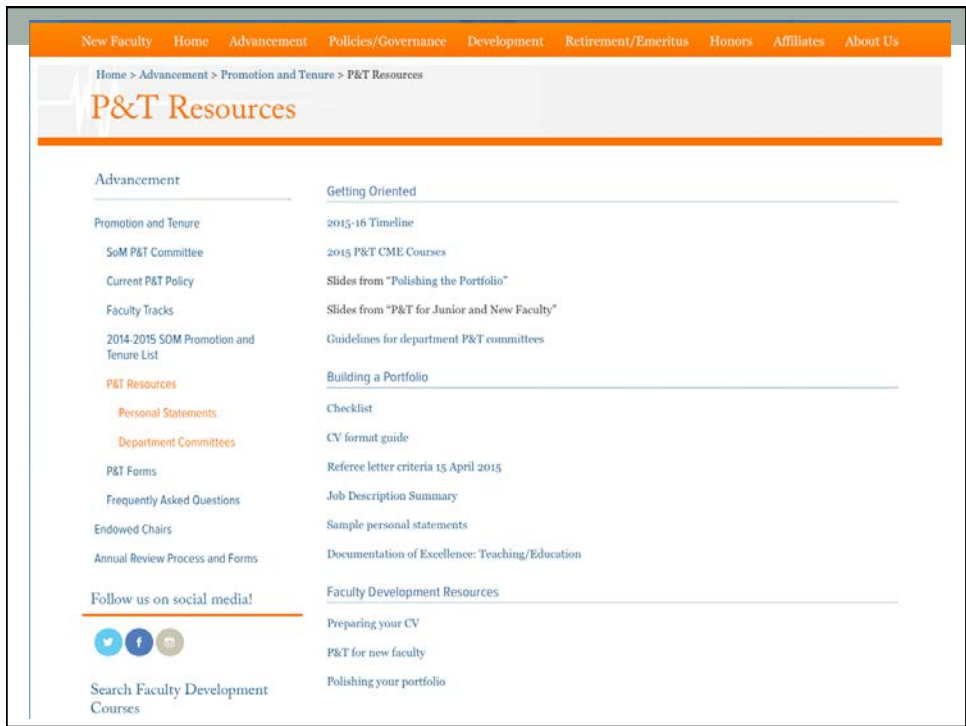 New Faculty Home Advancement Policies/Governance Development Retirement/Emeritus Honors Affiliates About Us
Home > Advancement > Promotion and Tenure > P&T Resources
P&T Resources
Advancement
Promotion and Tenure
SoM P&T Committee
Current P&T Policy
Faculty Tracks
2014-2015 SOM Promotion and
Tenure List
P&T Resources
Personal Statements
Department Committees
P&T Forms
Frequently Asked Questions
Endowed Chairs
Annual Review Process and Forms
Follow us on social media!
f
Search Faculty Development
Courses
Getting Oriented
2015-16 Timeline
2015 P&T CME Courses
Slides from “Polishing the Portfolio”
Slides from “P&T for Junior and New Faculty”
Guidelines for department P&T committees
Building a Portfolio
Checklist
CV format guide
Referee letter criteria 15 April 2015
Job Description Summary
Sample personal statements
Documentation of Excellence: Teaching/Education
Faculty Development Resources
Preparing your CV
P&T for new faculty
Polishing your portfolio